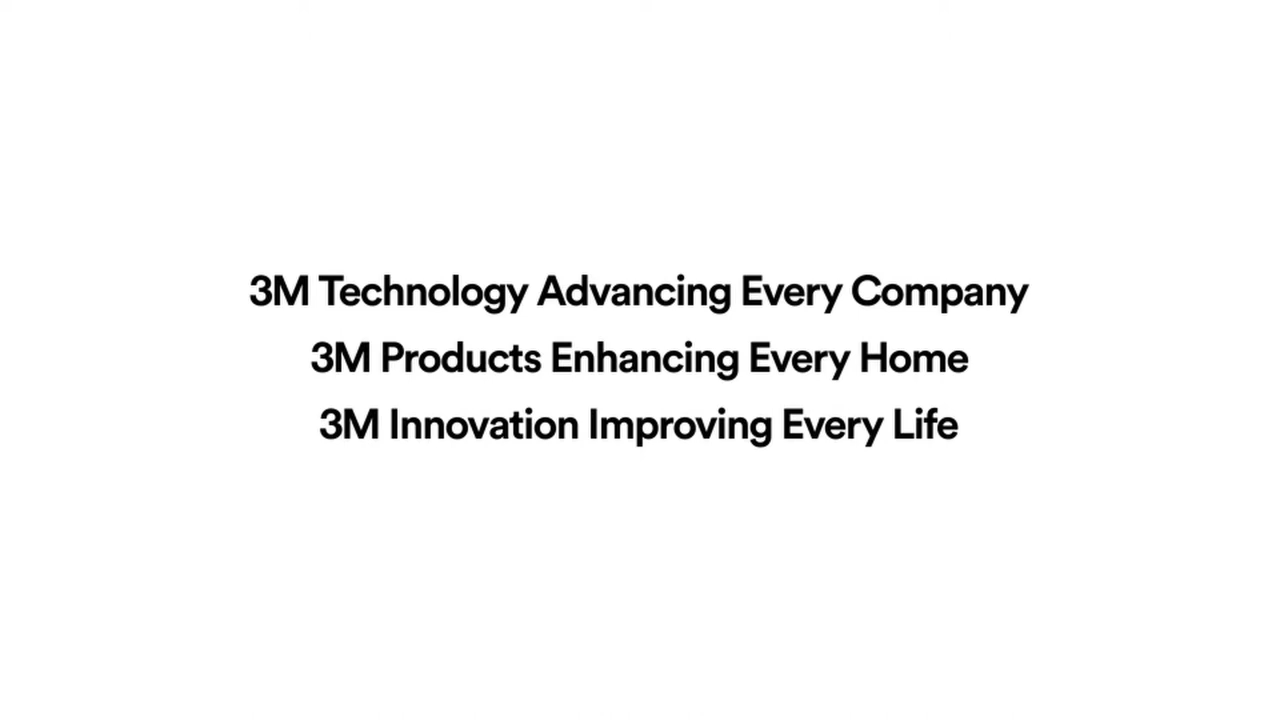 3M Technology Advancing Every Company
3M Products Enhancing Every Home
3M Innovation Improving Every Life